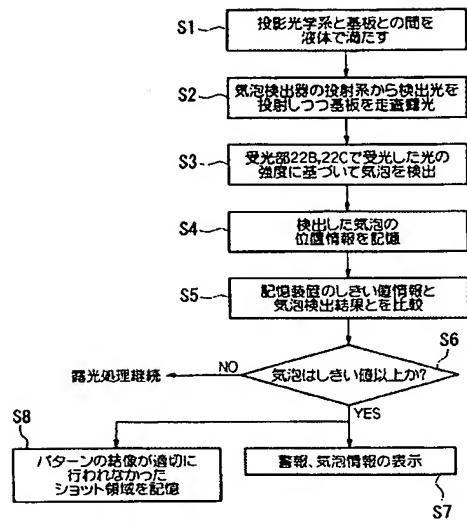 S1
投影光学系と基板との間を
液体で満たす
S2
気泡検出器の投射系から検出光を
投射しつつ基板を走査露光
S3
受光部22B,22Cで受光した光の
強度に基づいて気泡を検出
S4
検出した気泡の
位置情報を記憶
S5
記憶装置のしきい値情報と
気泡検出結果とを比較
S6
気泡はしきい値以上か?
NO
露光処理継続
YES
S8
パターンの結像が適切に
行われなかった
ショット領域を記憶
警報、気泡情報の表示
S7